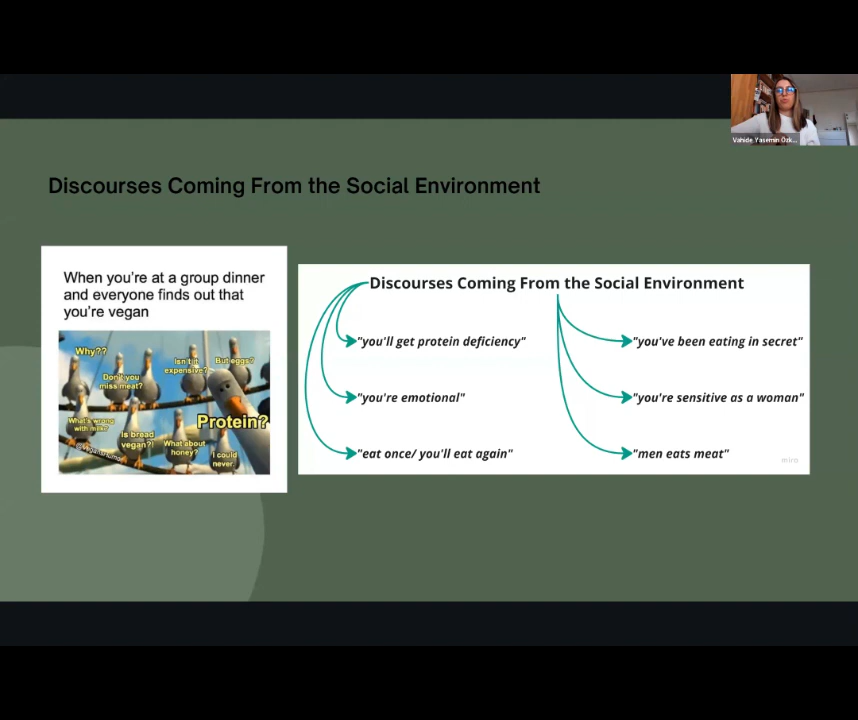 Vahide Yasemin Özk...
Discourses Coming From the Social Environment
When you're at a group dinner
and everyone finds out that
you're vegan
Why??
Isn't it
expensive?
But eggs?
Don't you
miss meat?
What's wrong
with milk?
Protein?
Is bread
vegan?!
What about
honey?
I could
never.
Discourses Coming From the Social Environment
"you'll get protein deficiency"
"you've been eating in secret"
"you're emotional"
"you're sensitive as a woman"
"eat once/ you'll eat again"
"men eats meat"
miro